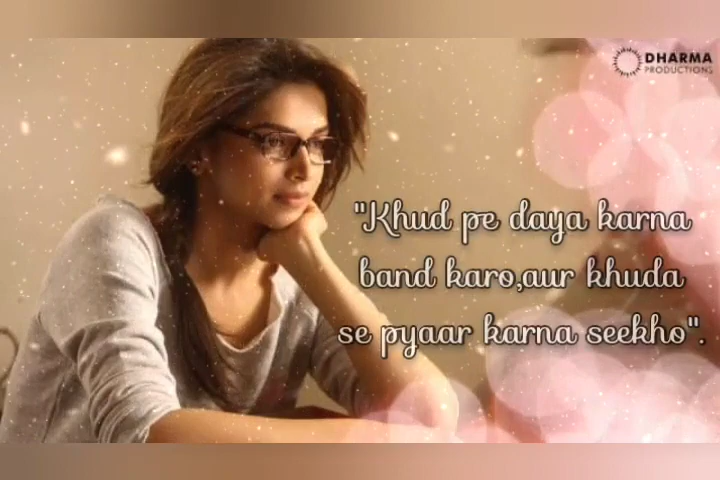 DHARMA
PRODUCTIONS
"Khud pe daya karna
band karo,aur khuda
se pyaar karna seekho".